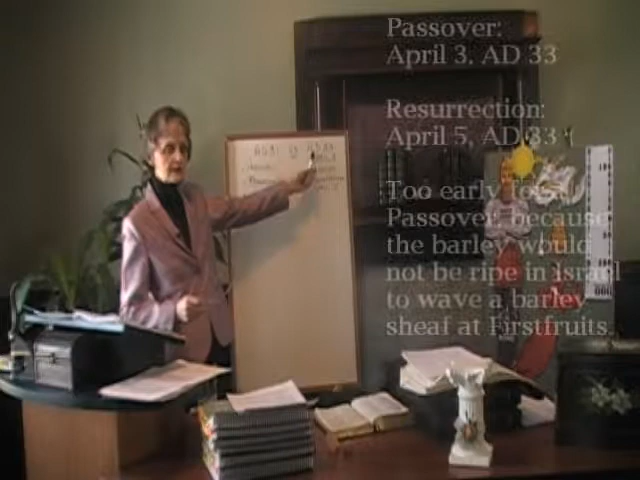 Passover:
April 3, AD 33
Resurrection:
April 5, AD 33
Too early for a
Passover, because
the barley would
not be ripe in Israel
to wave a barley
sheaf at Firstfruits.